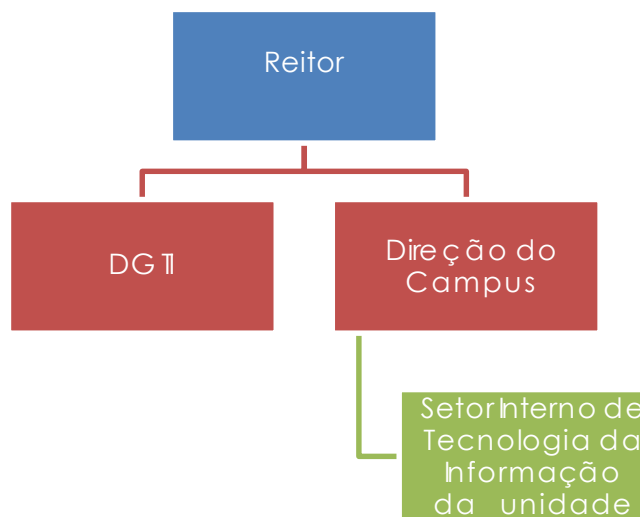 Reitor
DGTI
Direção do
Campus
Setor Interno de
Tecnologia da
Informação
da unidade